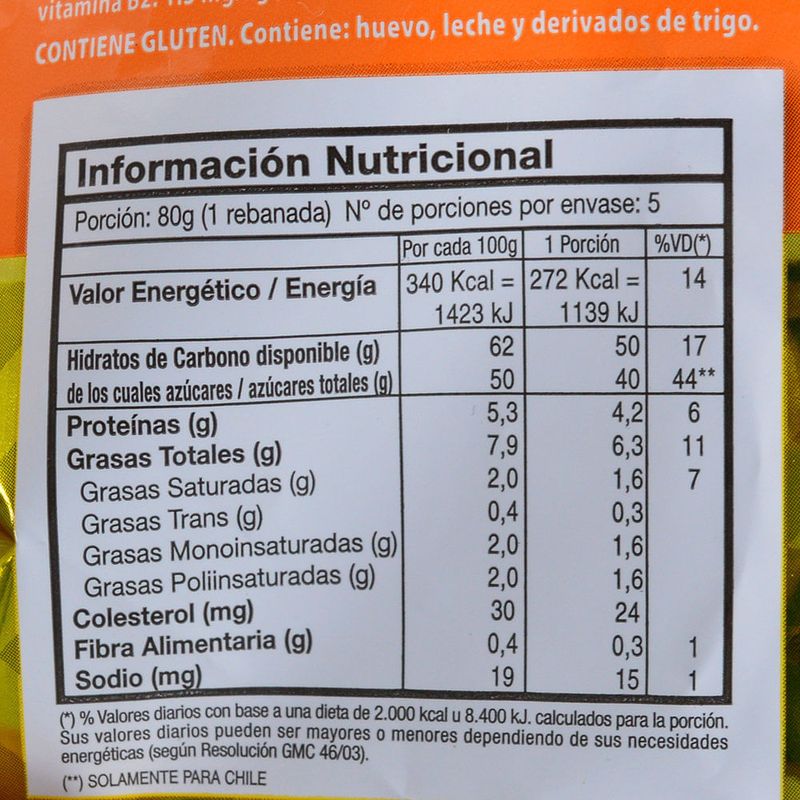 vitamina B2:
CONTIENE GLUTEN. Contiene: huevo, leche y derivados de trigo.
Información Nutricional
Porción: 80g (1 rebanada) Nº de porciones por envase: 5
Por cada 100g 1 Porción %VD(*)
Valor Energético / Energía 340 Kcal = 272 Kcal = 14
1423 kJ 1139 kJ
Hidratos de Carbono disponible (g) 62 50 17
de los cuales azúcares / azúcares totales (g) 50 40 44**
Proteínas (g) 5,3 4,2 6
Grasas Totales (g) 7,9 6,3 11
Grasas Saturadas (g) 2,0 1,6 7
Grasas Trans (g) 0,4 0,3
Grasas Monoinsaturadas (g) 2,0 1,6
Grasas Poliinsaturadas (g) 2,0 1,6
Colesterol (mg) 30 24
Fibra Alimentaria (g) 0,4 0,3 1
Sodio (mg) 19 15 1
(*) % Valores diarios con base a una dieta de 2.000 kcal u 8.400 kJ. calculados para la porción.
Sus valores diarios pueden ser mayores o menores dependiendo de sus necesidades
energéticas (según Resolución GMC 46/03).
(**) SOLAMENTE PARA CHILE